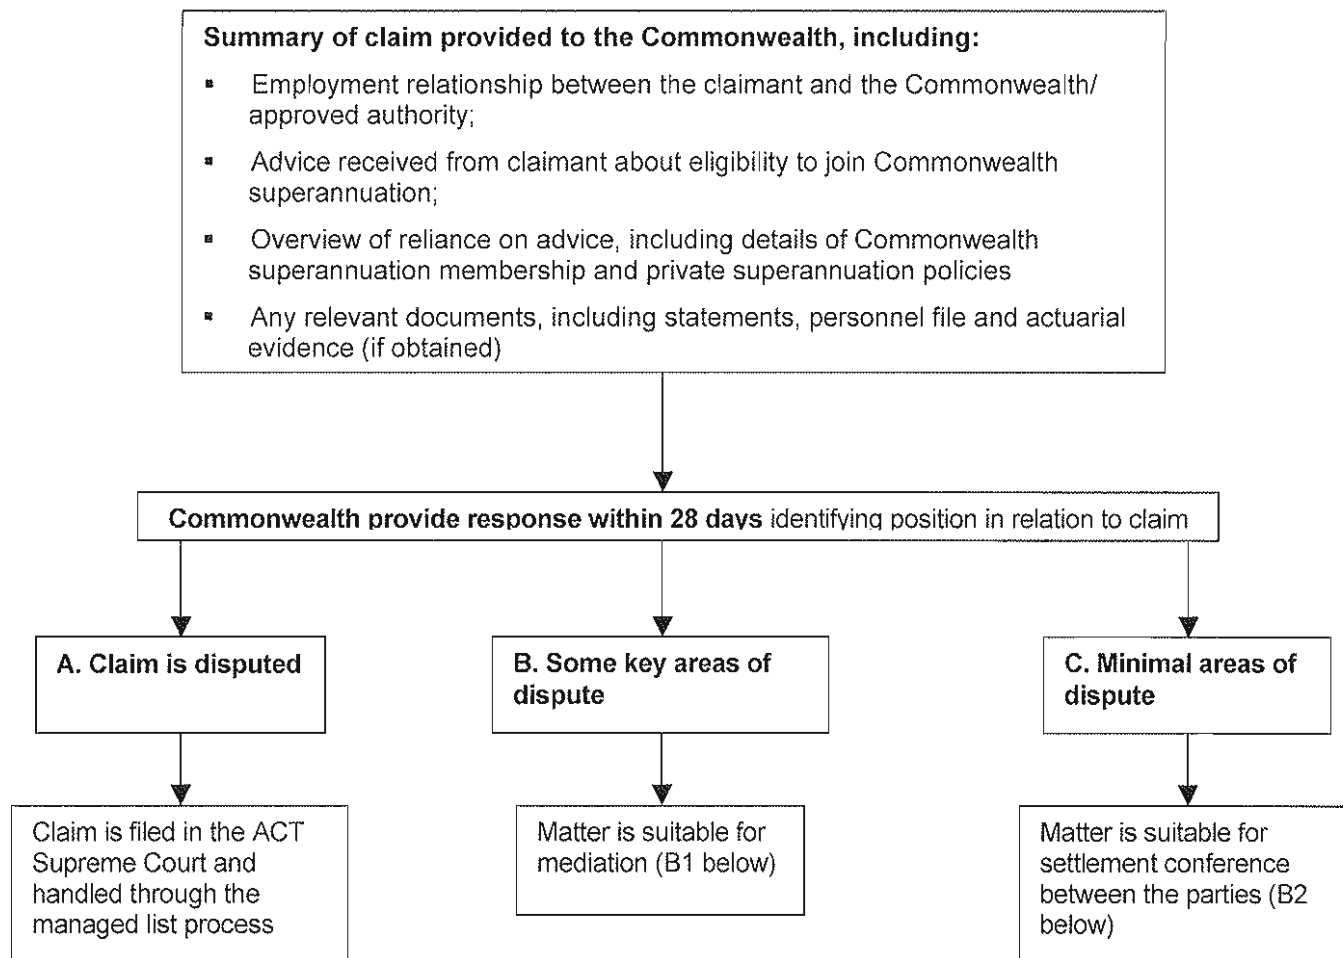 Summary of claim provided to the Commonwealth, including:
▪ Employment relationship between the claimant and the Commonwealth/
approved authority;
▪ Advice received from claimant about eligibility to join Commonwealth
superannuation;
▪ Overview of reliance on advice, including details of Commonwealth
superannuation membership and private superannuation policies
▪ Any relevant documents, including statements, personnel file and actuarial
evidence (if obtained)
Commonwealth provide response within 28 days identifying position in relation to claim
A. Claim is disputed
B. Some key areas of
dispute
C. Minimal areas of
dispute
Claim is filed in the ACT
Supreme Court and
handled through the
managed list process
Matter is suitable for
mediation (B1 below)
Matter is suitable for
settlement conference
between the parties (B2
below)